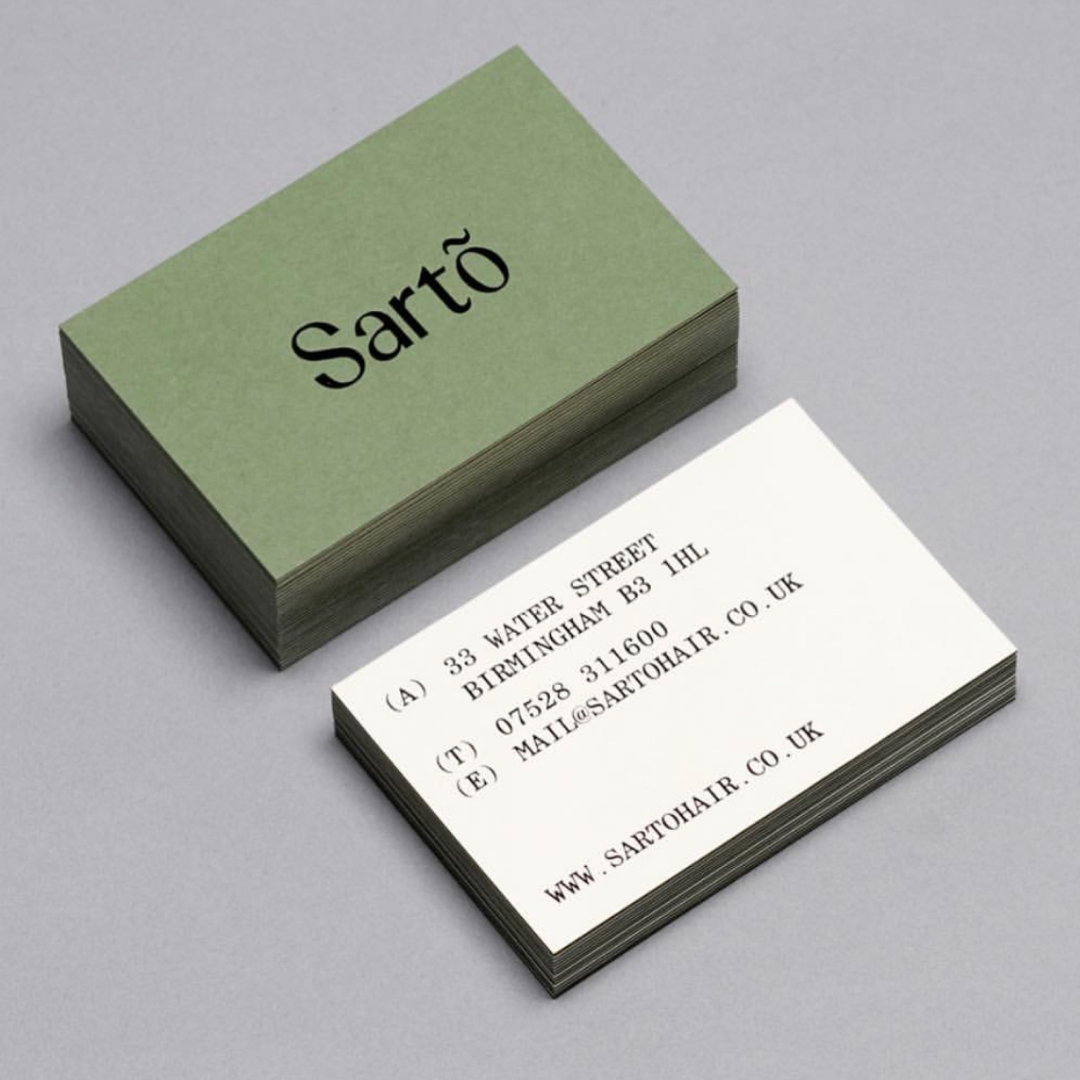 Sartõ
(A) 33 WATER STREET
BIRMINGHAM B3 1HL
(T) 07528 311600
(E) MAIL@SARTOHAIR.CO.UK
WWW.SARTOHAIR.CO.UK